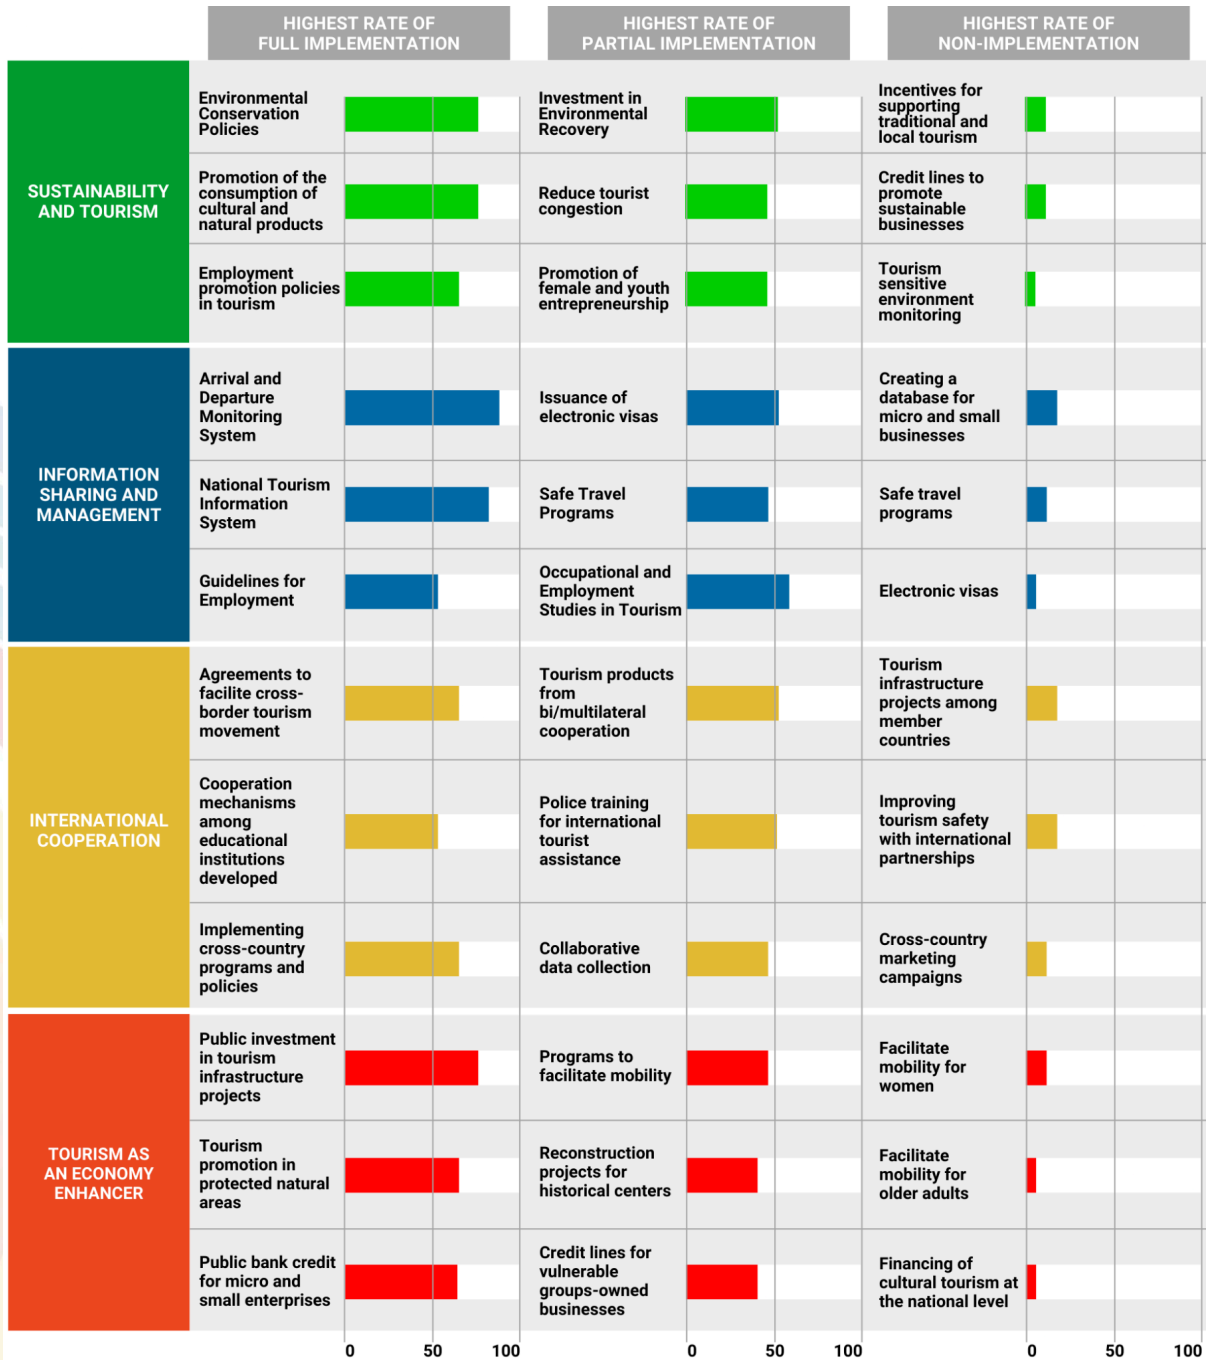 HIGHEST RATE OF
FULL IMPLEMENTATION
HIGHEST RATE OF
PARTIAL IMPLEMENTATION
HIGHEST RATE OF
NON-IMPLEMENTATION
SUSTAINABILITY
AND TOURISM
Environmental
Conservation
Policies
Investment in
Environmental
Recovery
Incentives for
supporting
traditional and
local tourism
Promotion of the
consumption of
cultural and
natural products
Reduce tourist
congestion
Credit lines to
promote
sustainable
businesses
Employment
promotion policies
in tourism
Promotion of
female and youth
entrepreneurship
Tourism
sensitive
environment
monitoring
INFORMATION
SHARING AND
MANAGEMENT
Arrival and
Departure
Monitoring
System
Issuance of
electronic visas
Creating a
database for
micro and small
businesses
National Tourism
Information
System
Safe Travel
Programs
Safe travel
programs
Guidelines for
Employment
Occupational and
Employment
Studies in Tourism
Electronic visas
INTERNATIONAL
COOPERATION
Agreements to
facilite cross-
border tourism
movement
Tourism products
from
bi/multilateral
cooperation
Tourism
infrastructure
projects among
member
countries
Cooperation
mechanisms
among
educational
institutions
developed
Police training
for international
tourist
assistance
Improving
tourism safety
with international
partnerships
Implementing
cross-country
programs and
policies
Collaborative
data collection
Cross-country
marketing
campaigns
TOURISM AS
AN ECONOMY
ENHANCER
Public investment
in tourism
infrastructure
projects
Programs to
facilitate mobility
Facilitate
mobility for
women
Tourism
promotion in
protected natural
areas
Reconstruction
projects for
historical centers
Facilitate
mobility for
older adults
Public bank credit
for micro and
small enterprises
Credit lines for
vulnerable
groups-owned
businesses
Financing of
cultural tourism at
the national level
0 50 100 0 50 100 0 50 100